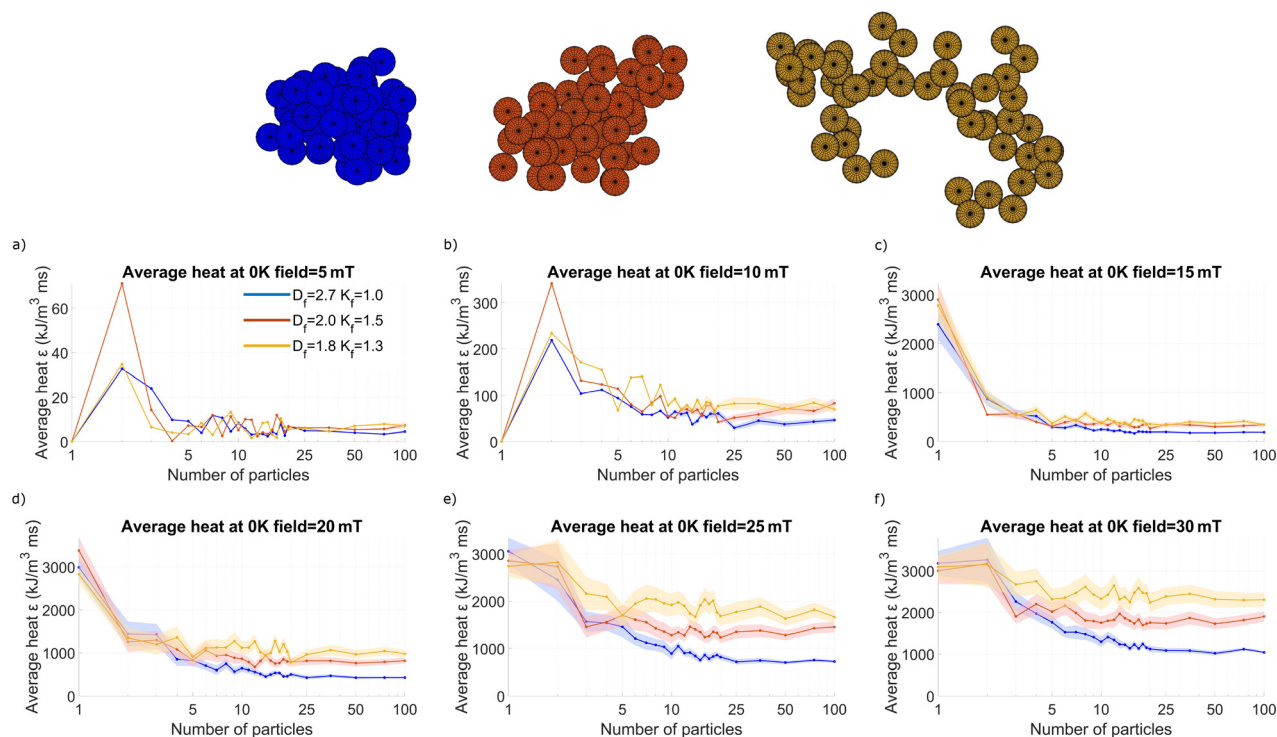 a)
Average heat at 0K field=5 mT
Average heat ε (kJ/m³ ms)
60
40
20
0
D_f=2.7 K_f=1.0
D_f=2.0 K_f=1.5
D_f=1.8 K_f=1.3
1 5 10 25 50 100
Number of particles
b)
Average heat at 0K field=10 mT
Average heat ε (kJ/m³ ms)
300
200
100
0
1 5 10 25 50 100
Number of particles
c)
Average heat at 0K field=15 mT
Average heat ε (kJ/m³ ms)
3000
2000
1000
0
1 5 10 25 50 100
Number of particles
d)
Average heat at 0K field=20 mT
Average heat ε (kJ/m³ ms)
3000
2000
1000
0
1 5 10 25 50 100
Number of particles
e)
Average heat at 0K field=25 mT
Average heat ε (kJ/m³ ms)
3000
2000
1000
0
1 5 10 25 50 100
Number of particles
f)
Average heat at 0K field=30 mT
Average heat ε (kJ/m³ ms)
3000
2000
1000
0
1 5 10 25 50 100
Number of particles